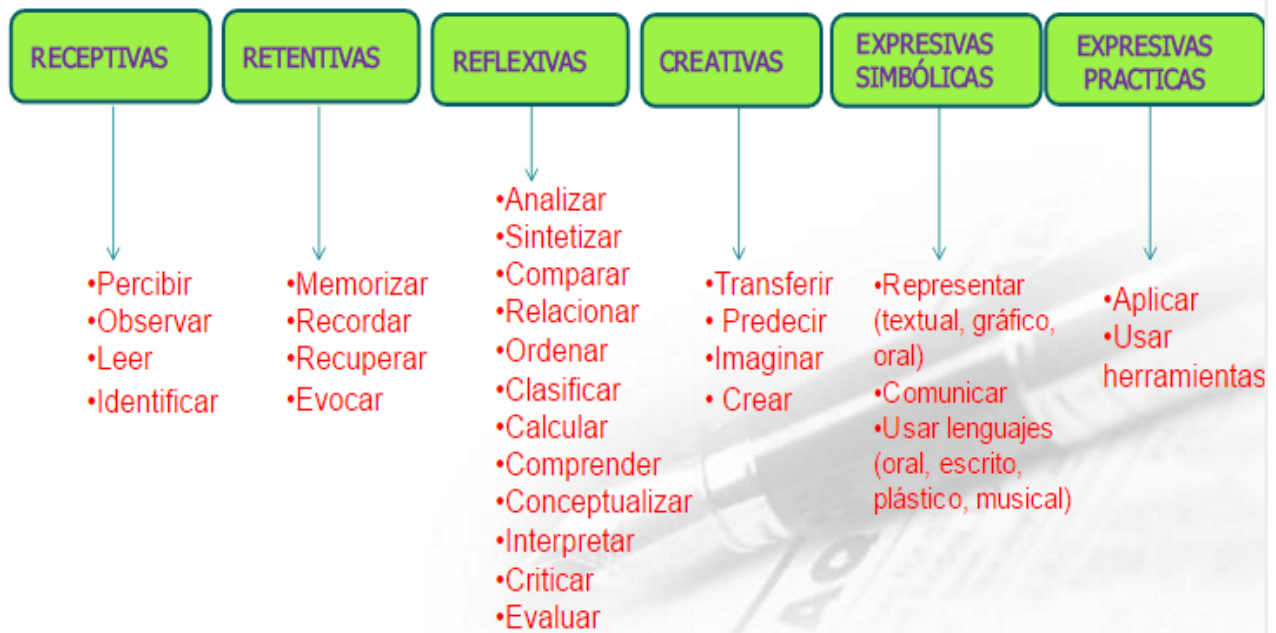 RECEPTIVAS
RETENTIVAS
REFLEXIVAS
CREATIVAS
EXPRESIVAS
SIMBÓLICAS
EXPRESIVAS
PRACTICAS
•Percibir
•Observar
•Leer
•Identificar
•Memorizar
•Recordar
•Recuperar
•Evocar
•Analizar
•Sintetizar
•Comparar
•Relacionar
•Ordenar
•Clasificar
•Calcular
•Comprender
•Conceptualizar
•Interpretar
•Criticar
•Evaluar
•Transferir
• Predecir
•Imaginar
• Crear
•Representar
(textual, gráfico,
oral)
•Comunicar
•Usar lenguajes
(oral, escrito,
plástico, musical)
•Aplicar
•Usar
herramientas